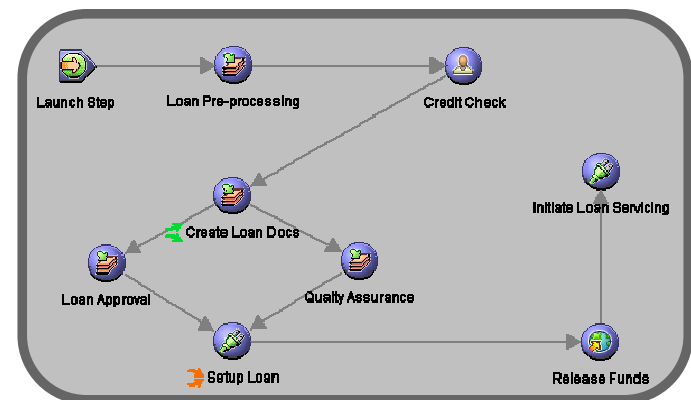 Launch Step
Loan Pre-processing
Credit Check
Initiate Loan Servicing
Create Loan Docs
Loan Approval
Quality Assurance
Setup Loan
Release Funds